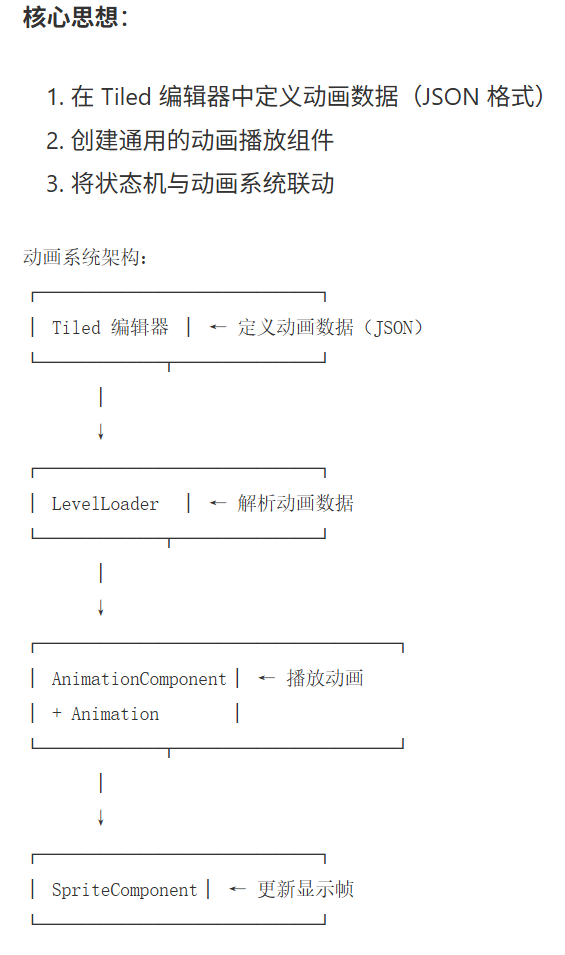 核心思想：
1. 在 Tiled 编辑器中定义动画数据（JSON 格式）
2. 创建通用的动画播放组件
3. 将状态机与动画系统联动
动画系统架构：
┌─────────────────┐
│ Tiled 编辑器 │ ← 定义动画数据（JSON）
└────────┬────────┘
│
↓
┌─────────────────┐
│ LevelLoader │ ← 解析动画数据
└────────┬────────┘
│
↓
┌─────────────────────┐
│ AnimationComponent│ ← 播放动画
│ + Animation │
└────────┬────────────┘
│
↓
┌─────────────────┐
│ SpriteComponent│ ← 更新显示帧
└─────────────────┘